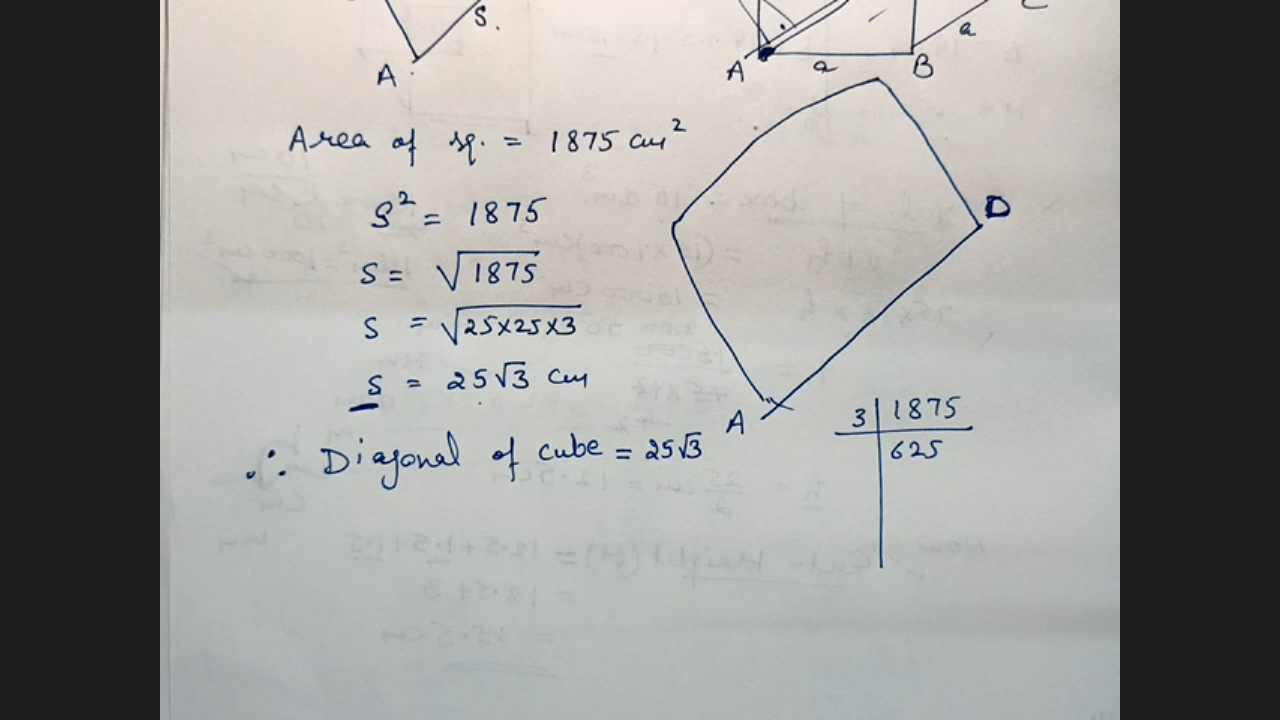 S.
C
A
A
a
B
a
Area of sq. = 1875 cm²
S² = 1875
S = √1875
S = √25×25×3
S = 25√3 cm
∴ Diagonal of cube = 25√3
D
A
3 | 1875
625